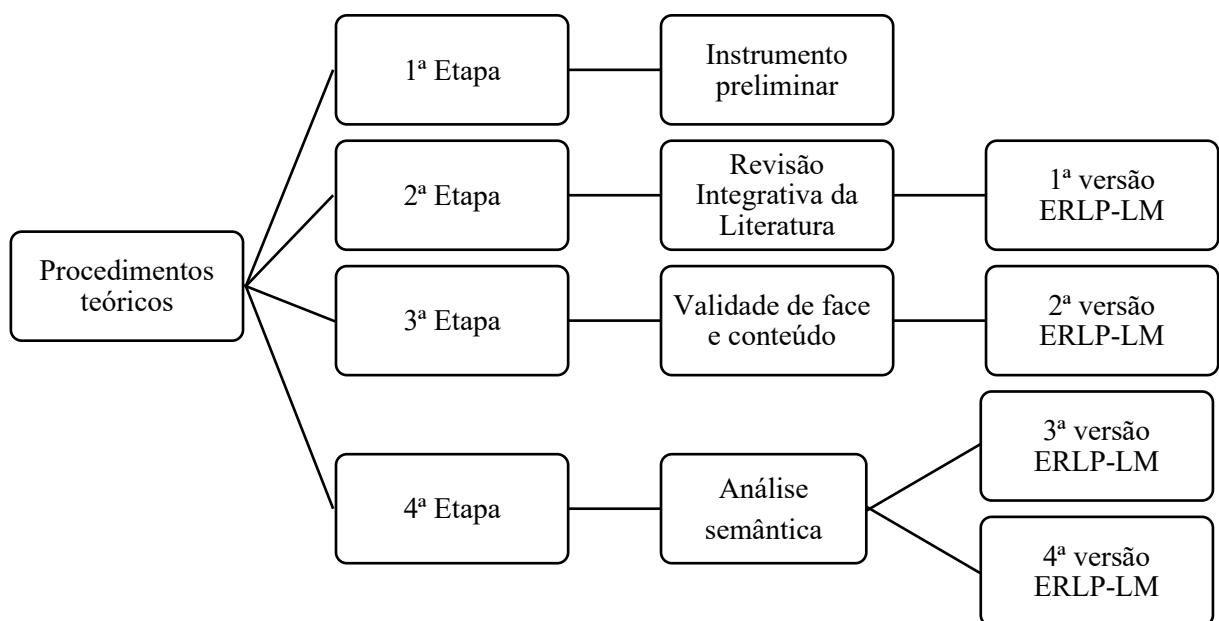 Procedimentos
teóricos
1ª Etapa
Instrumento
preliminar
2ª Etapa
Revisão
Integrativa da
Literatura
1ª versão
ERLP-LM
3ª Etapa
Validade de face
e conteúdo
2ª versão
ERLP-LM
4ª Etapa
Análise
semântica
3ª versão
ERLP-LM
4ª versão
ERLP-LM